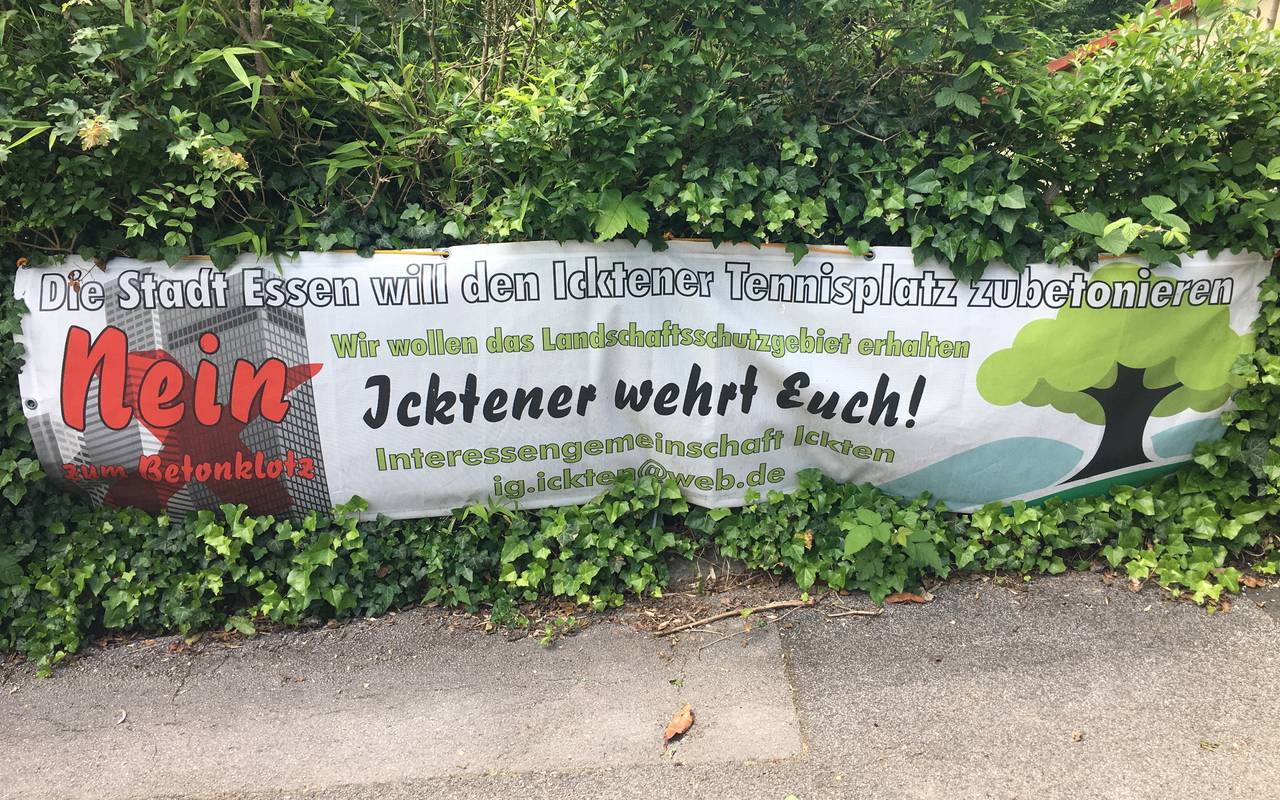 Die Stadt Essen will den Icktener Tennisplatz zubetonieren
Nein
zum Betonklotz
Wir wollen das Landschaftsschutzgebiet erhalten
Icktener wehrt Euch!
Interessengemeinschaft Ickten
ig.ickten@web.de